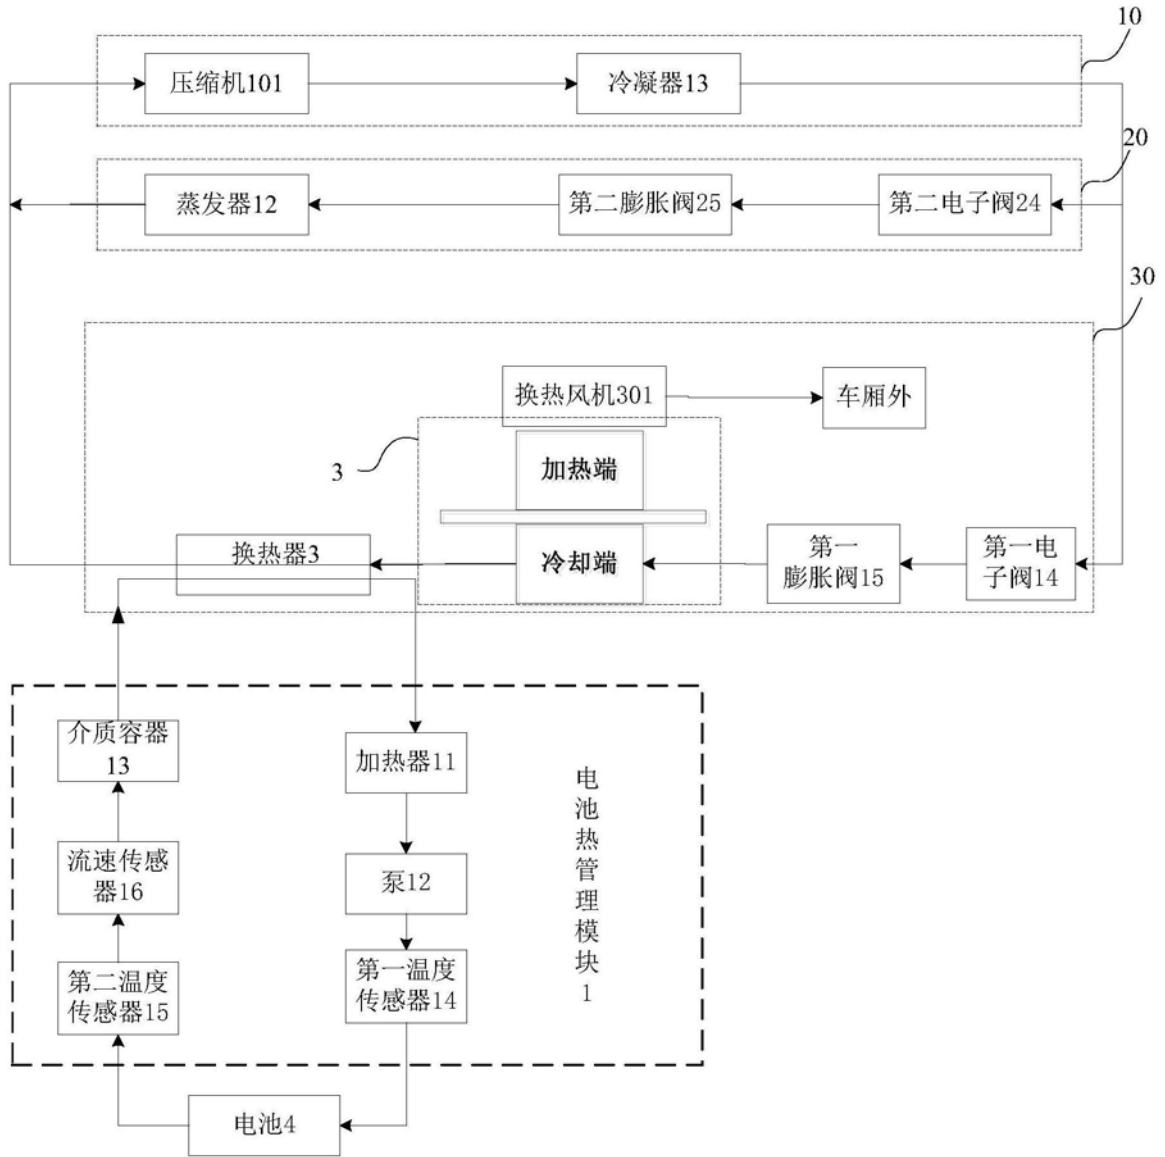 10
压缩机101
冷凝器13
20
蒸发器12
第二膨胀阀25
第二电子阀24
30
换热风机301
车厢外
3
加热端
换热器3
冷却端
第一
膨胀阀15
第一电
子阀14
介质容器
13
加热器11
电
池
热
管
理
模
块
1
流速传感
器16
泵12
第二温度
传感器15
第一温度
传感器14
电池4